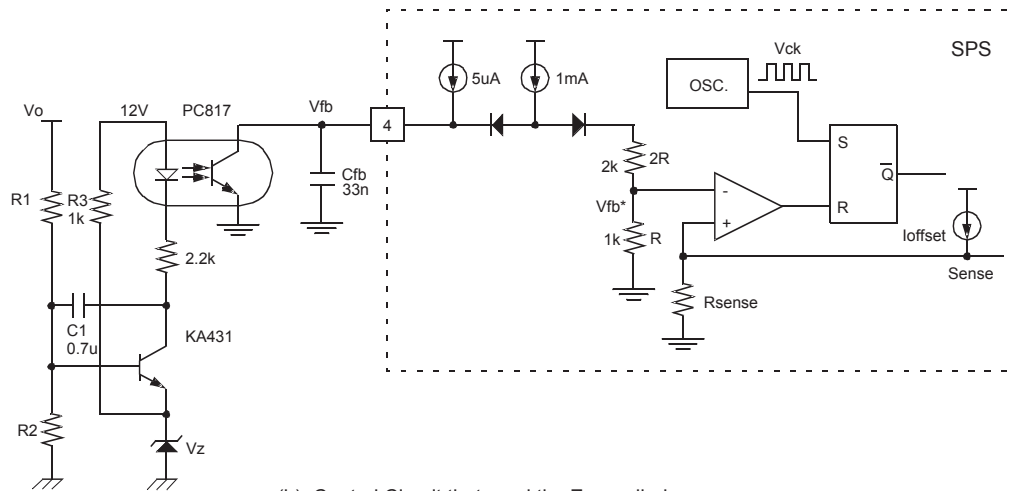 SPS
Vck
5uA
1mA
OSC.
Vo
12V
PC817
Vfb
4
S
Q
R
2k
2R
Cfb
33n
R1
R3
1k
-
+
Vfb*
1k
R
Ioffset
Sense
2.2k
Rsense
C1
0.7u
KA431
R2
Vz